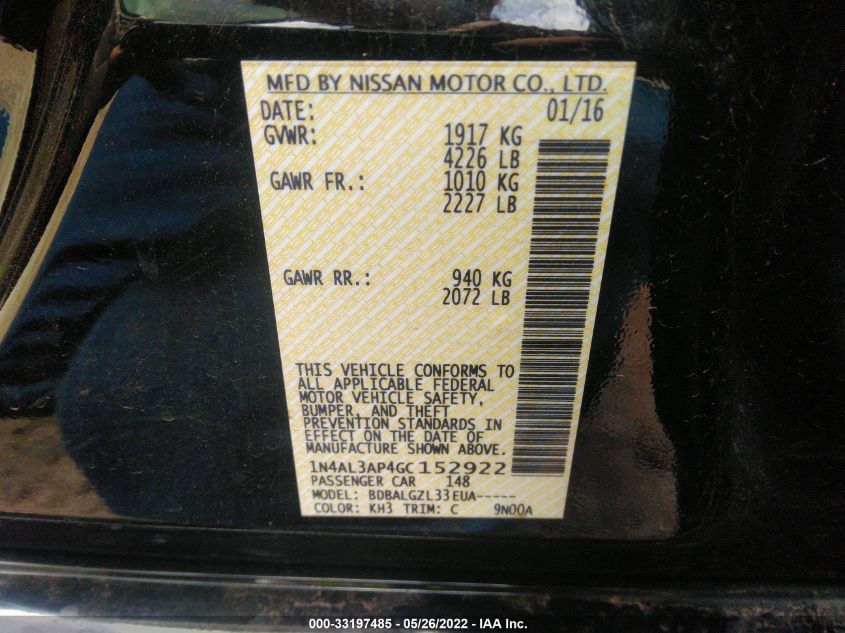 MFD BY NISSAN MOTOR CO., LTD.
DATE: 01/16
GVWR: 1917 KG
4226 LB
GAWR FR.: 1010 KG
2227 LB
GAWR RR.: 940 KG
2072 LB
THIS VEHICLE CONFORMS TO
ALL APPLICABLE FEDERAL
MOTOR VEHICLE SAFETY,
BUMPER, AND THEFT
PREVENTION STANDARDS IN
EFFECT ON THE DATE OF
MANUFACTURE SHOWN ABOVE.
1N4AL3AP4GC152922
PASSENGER CAR 148
MODEL: BDBALGZL33EUA-----
COLOR: KH3 TRIM: C 9N00A
000-33197485 - 05/26/2022 - IAA Inc.